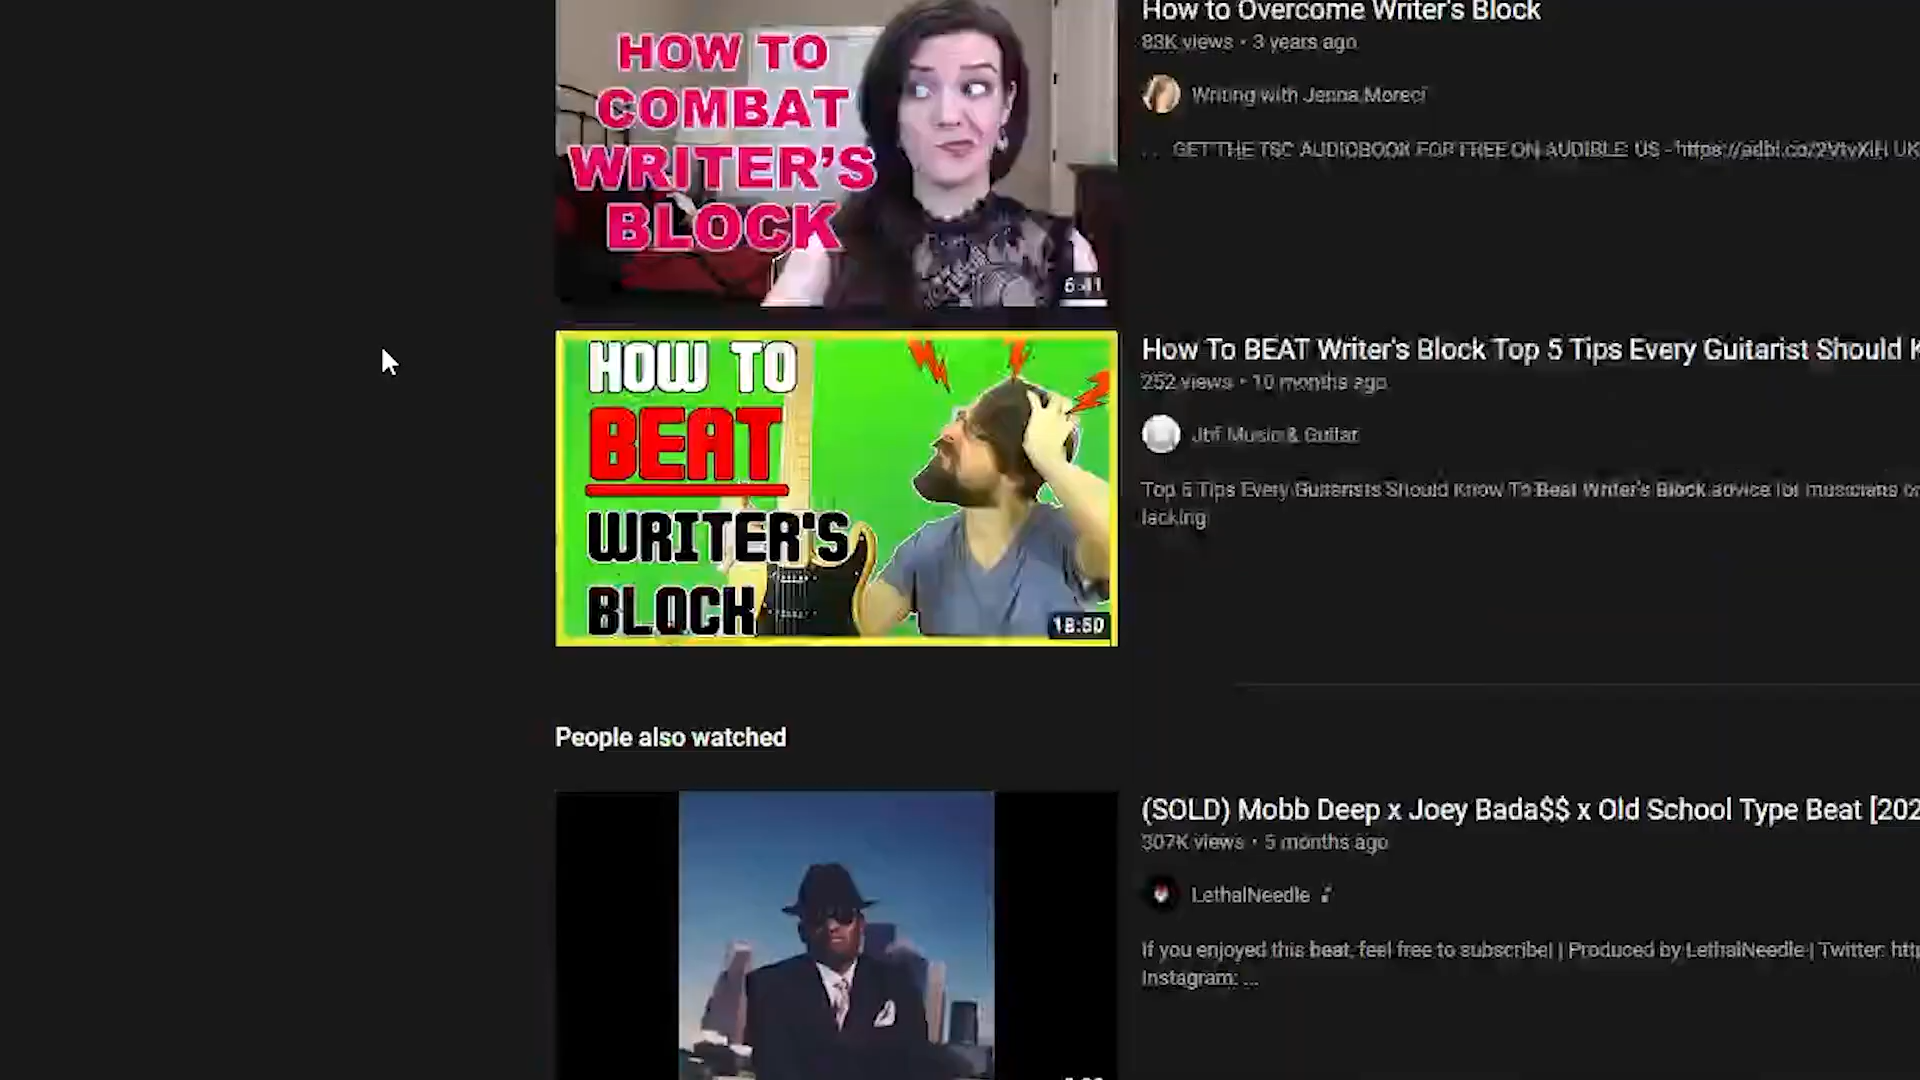 HOW TO
COMBAT
WRITER'S
BLOCK
6:41
How to Overcome Writer's Block
83K views • 3 years ago
Writing with Jenna Moreci
GET THE TSC AUDIOBOOK FOR FREE ON AUDIBLE: US - UK
HOW TO
BEAT
WRITER'S
BLOCK
18:50
How To BEAT Writer's Block Top 5 Tips Every Guitarist Should
252 views • 10 months ago
Music & Guitar
Top 5 Tips Every Guitarists Should Know To Beat Writer's Block advice for musicians
lacking
People also watched
(SOLD) Mobb Deep x Joey Bada$$ x Old School Type Beat [202
307K views • 5 months ago
LethalNeedle ♪
If you enjoyed this beat, feel free to subscribe! | Produced by LethalNeedle | Twitter: htt
Instagram: ...